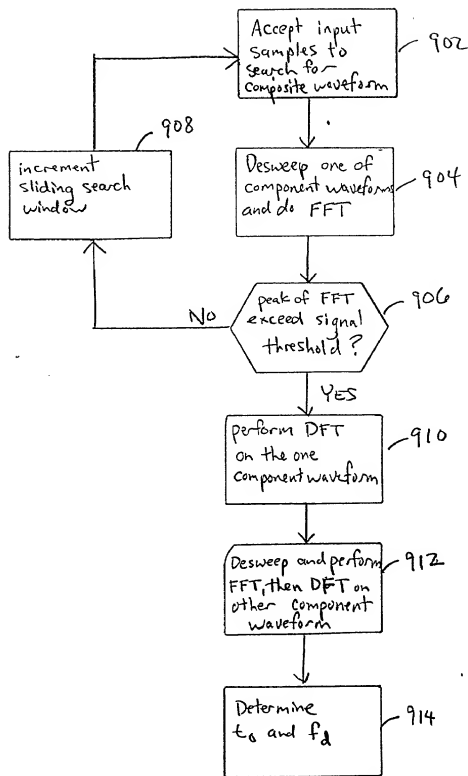 Accept input
samples to
search for
composite waveform
902
908
increment
sliding search
window
Desweep one of
component waveforms
and do FFT
904
peak of FFT
exceed signal
threshold?
906
No
YES
perform DFT
on the one
component waveform
910
Desweep and perform
FFT, then DFT on
other component
waveform
912
Determine
t₀ and f_d
914